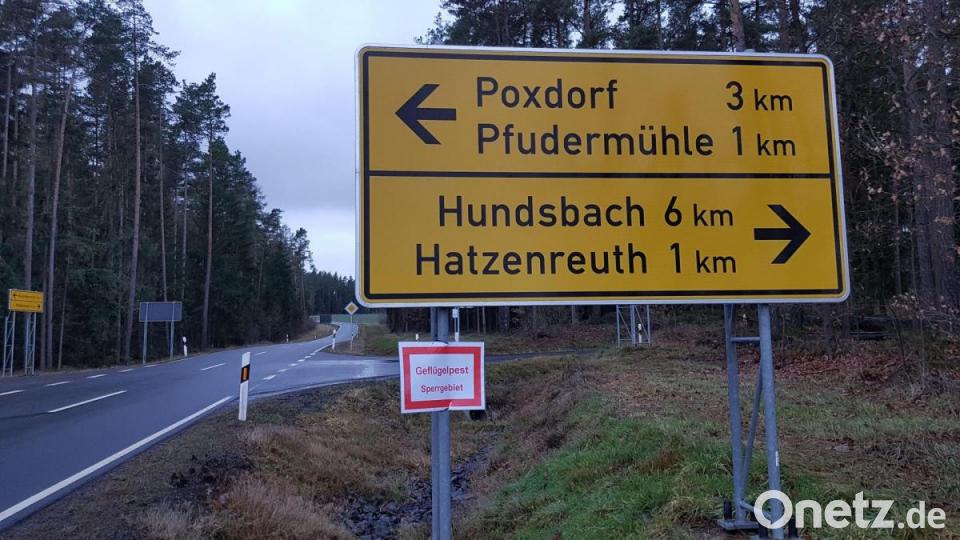 Poxdorf 3 km
Pfudermühle 1 km
Hundsbach 6 km
Hatzenreuth 1 km
Geflügelpest
Sperrgebiet
Onetz.de